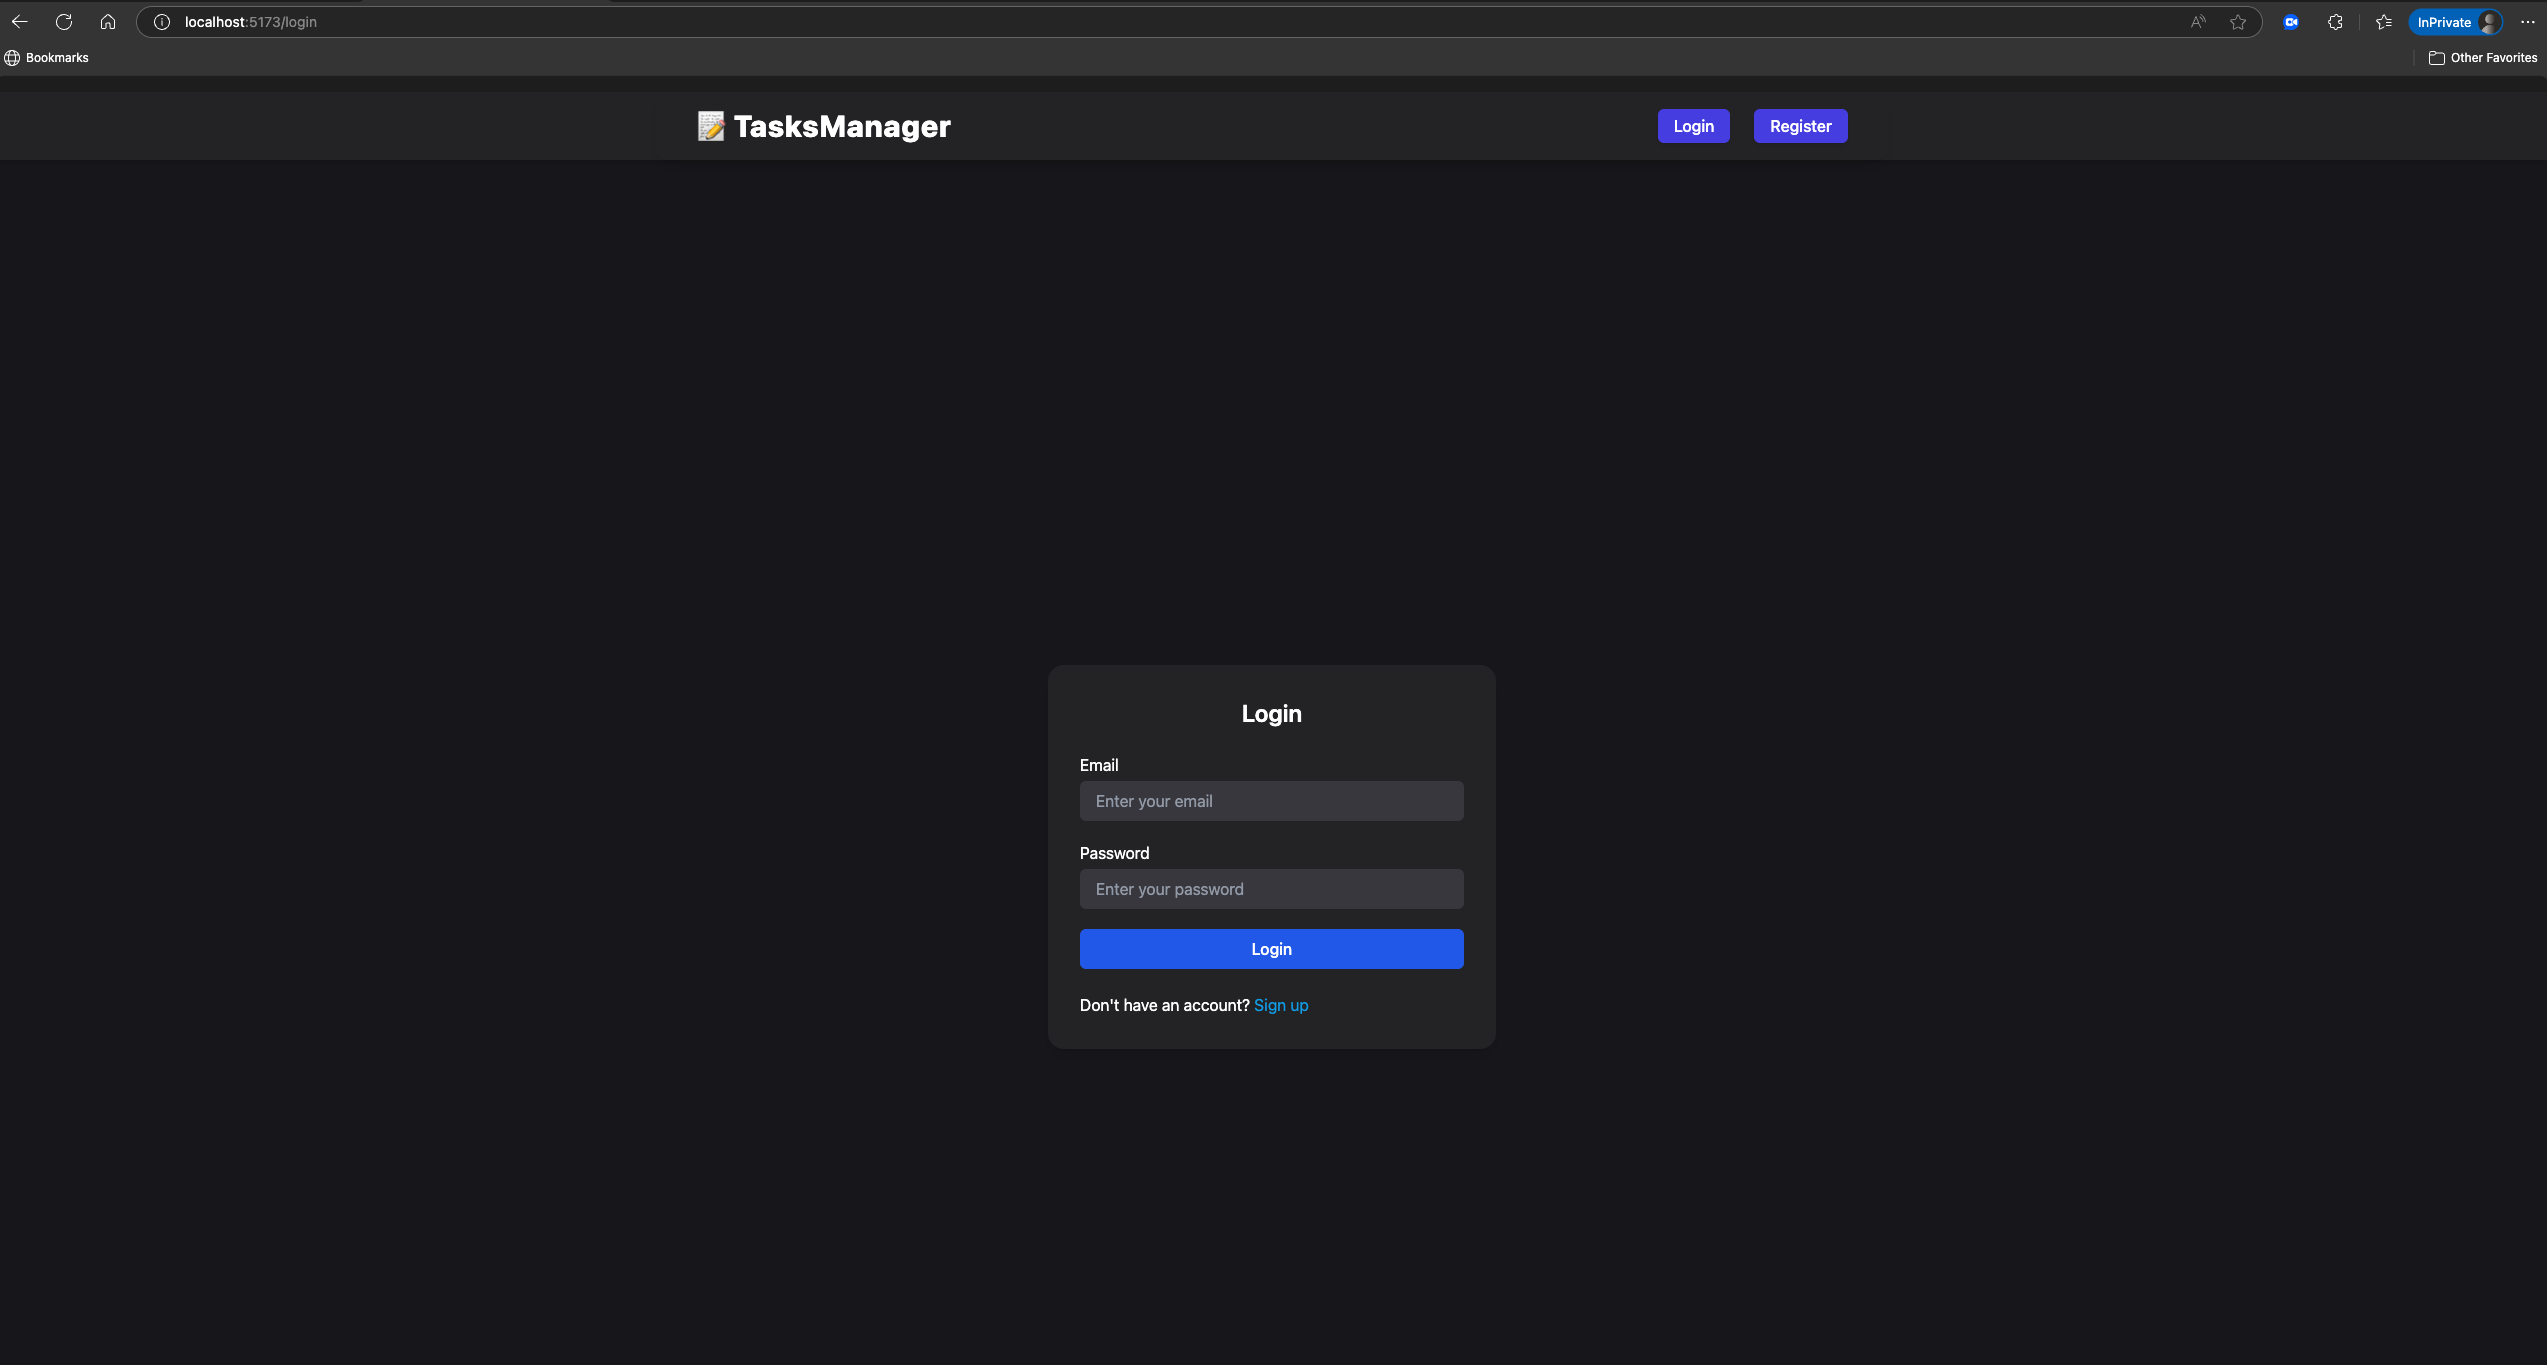 localhost:5173/login
InPrivate
Bookmarks
Other Favorites
TasksManager
Login
Register
Login
Email
Enter your email
Password
Enter your password
Login
Don't have an account? Sign up